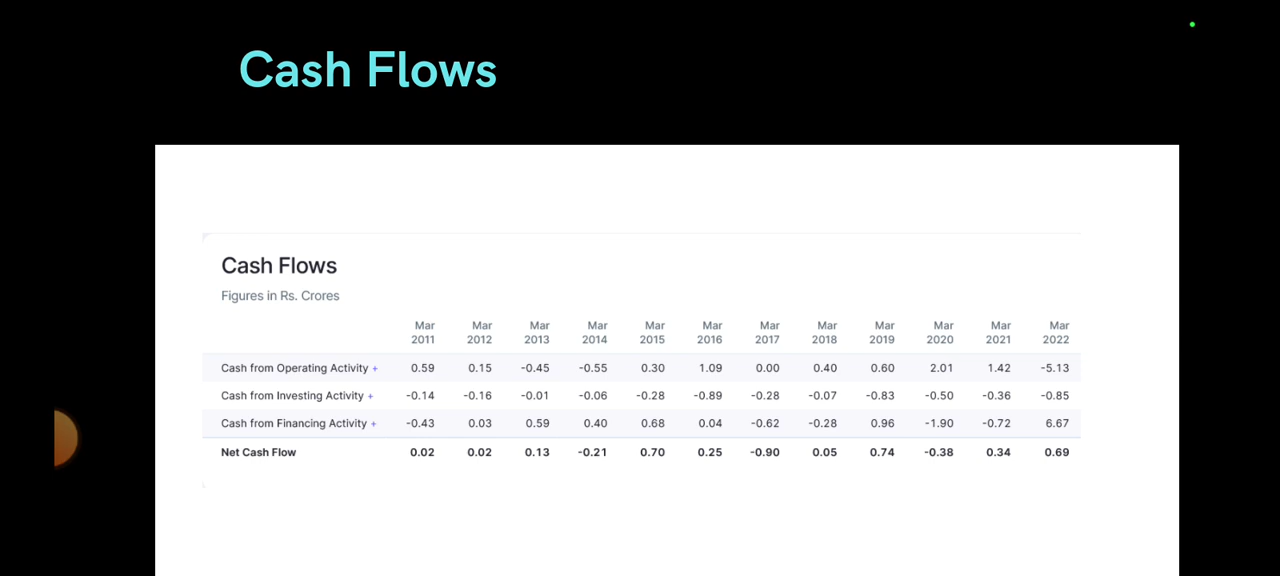 Cash Flows
Cash Flows
Figures in Rs. Crores
Mar Mar Mar Mar Mar Mar Mar Mar Mar Mar Mar Mar
2011 2012 2013 2014 2015 2016 2017 2018 2019 2020 2021 2022
Cash from Operating Activity + 0.59 0.15 -0.45 -0.55 0.30 1.09 0.00 0.40 0.60 2.01 1.42 -5.13
Cash from Investing Activity + -0.14 -0.16 -0.01 -0.06 -0.28 -0.89 -0.28 -0.07 -0.83 -0.50 -0.36 -0.85
Cash from Financing Activity + -0.43 0.03 0.59 0.40 0.68 0.04 -0.62 -0.28 0.96 -1.90 -0.72 6.67
Net Cash Flow 0.02 0.02 0.13 -0.21 0.70 0.25 -0.90 0.05 0.74 -0.38 0.34 0.69